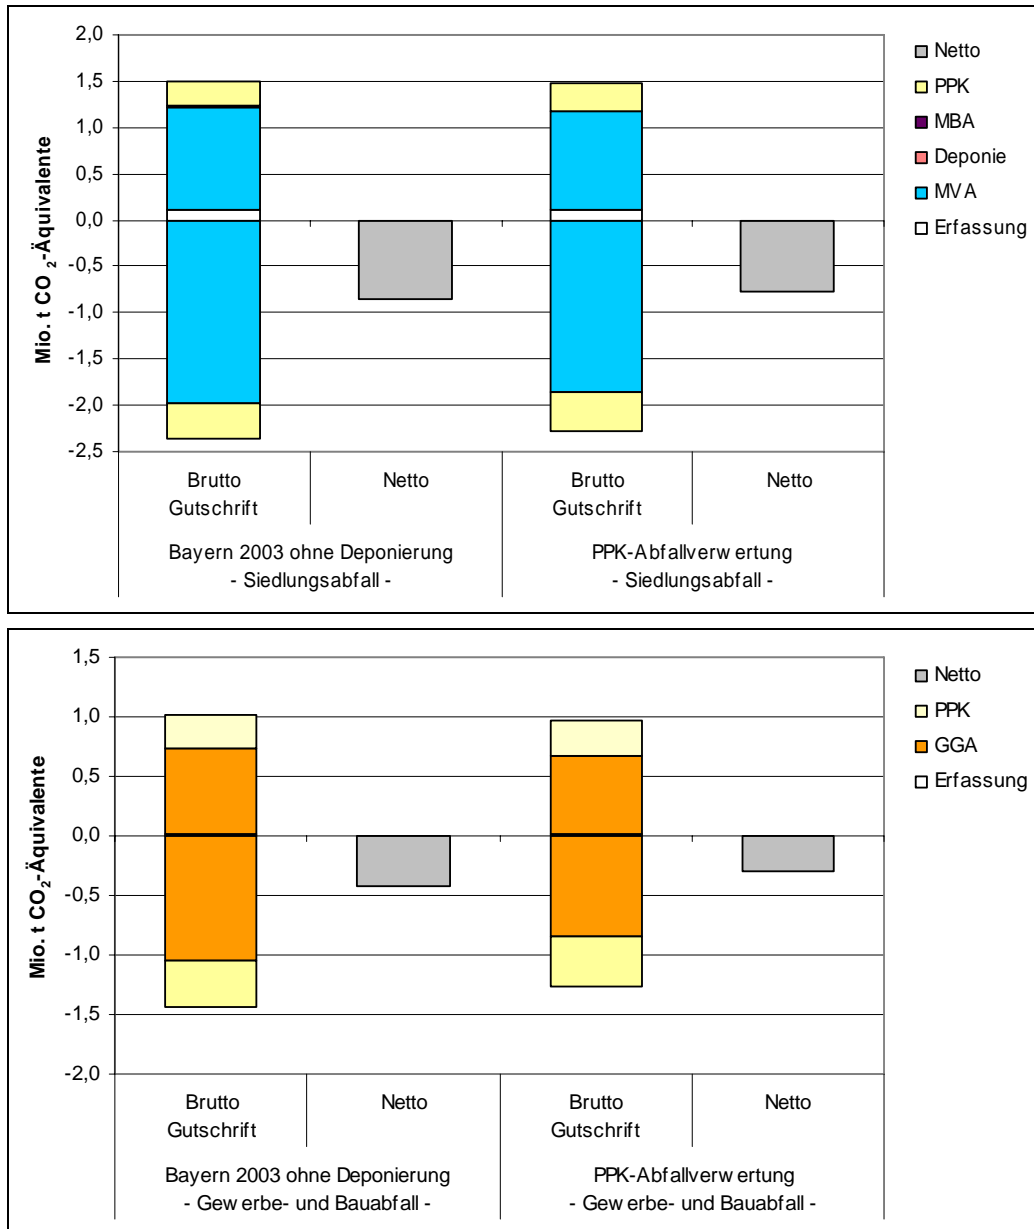 2,0
1,5
1,0
0,5
0,0
-0,5
-1,0
-1,5
-2,0
-2,5
Mio. t CO2-Äquivalente
Netto
PPK
MBA
Deponie
MVA
Erfassung
Brutto
Gutschrift
Netto
Brutto
Gutschrift
Netto
Bayern 2003 ohne Deponierung
- Siedlungsabfall -
PPK-Abfallverwertung
- Siedlungsabfall -
1,5
1,0
0,5
0,0
-0,5
-1,0
-1,5
-2,0
Mio. t CO2-Äquivalente
Netto
PPK
GGA
Erfassung
Brutto
Gutschrift
Netto
Brutto
Gutschrift
Netto
Bayern 2003 ohne Deponierung
- Gewerbe- und Bauabfall -
PPK-Abfallverwertung
- Gewerbe- und Bauabfall -